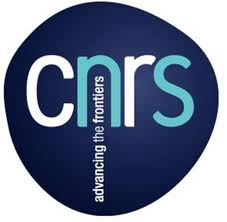 cnrs
advancing the frontiers